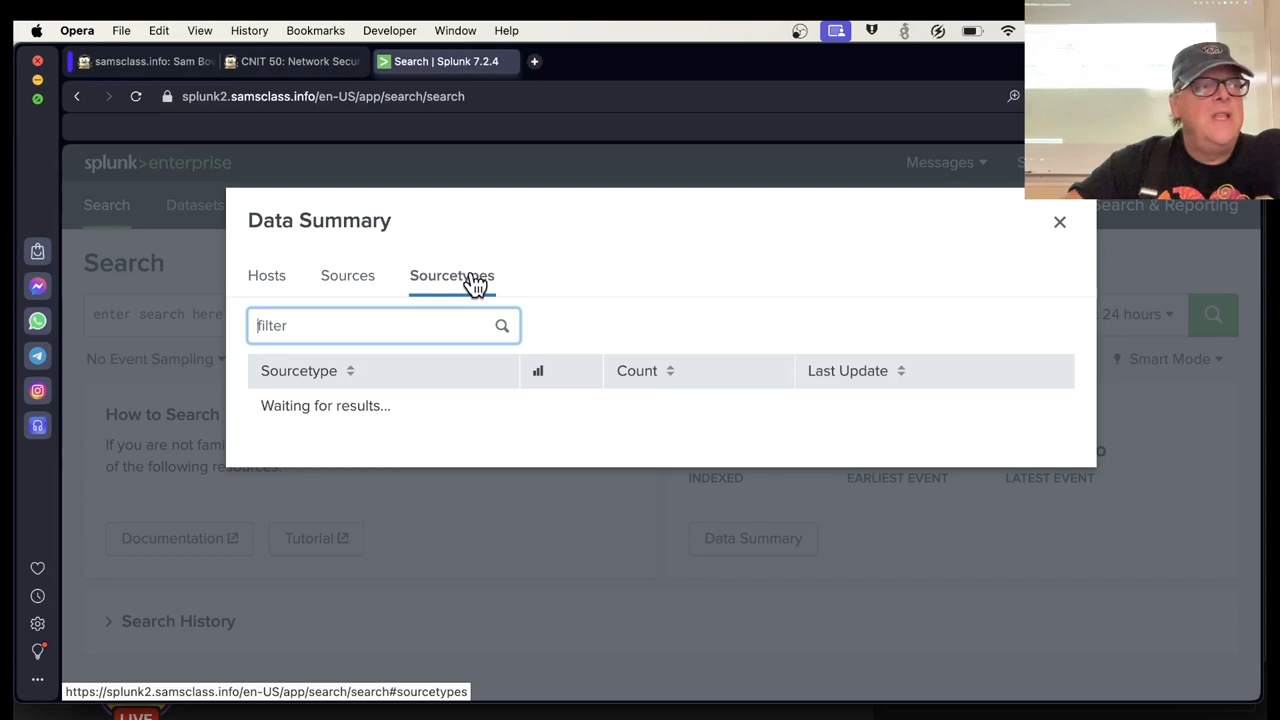 Opera File Edit View History Bookmarks Developer Window Help
samsclass.info: Sam Bo
CNIT 50: Network Secur
Search | Splunk 7.2.4
splunk2.samsclass.info/en-US/app/search/search
splunk>enterprise
Messages
Search
Datasets
Search & Reporting
Data Summary
Search
Hosts
Sources
Sourcetypes
enter search here
24 hours
filter
No Event Sampling
Smart Mode
Sourcetype
Count
Last Update
Waiting for results...
How to Search
If you are not fami
of the following resources.
INDEXED
EARLIEST EVENT
LATEST EVENT
Documentation
Tutorial
Data Summary
Search History
https://splunk2.samsclass.info/en-US/app/search/search#sourcetypes
LIVE